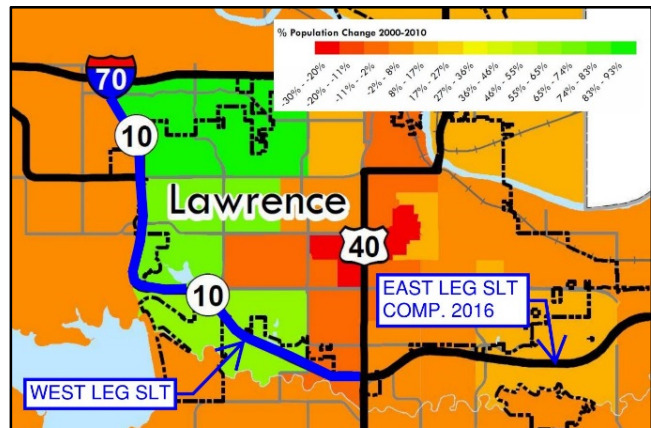 % Population Change 2000-2010
-30% - -20%
-20% - -11%
-11% - -2%
-2% - 8%
8% - 17%
17% - 27%
27% - 36%
36% - 46%
46% - 55%
55% - 65%
65% - 74%
74% - 83%
83% - 93%
70
10
Lawrence
40
10
EAST LEG SLT
COMP. 2016
WEST LEG SLT